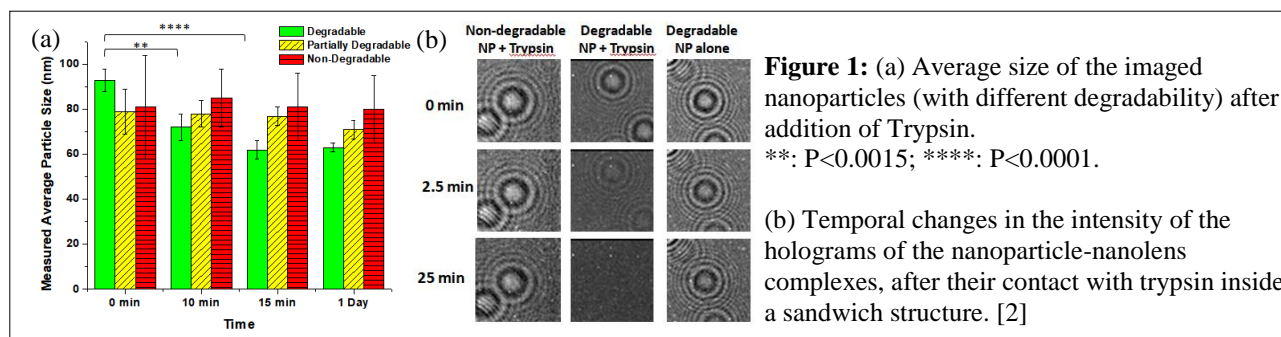 (a)
****
**
Degradable
Partially Degradable
Non-Degradable
Measured Average Particle Size (nm)
100
80
60
40
20
0
0 min
10 min
15 min
1 Day
Time
(b)
Non-degradable
NP + Trypsin
Degradable
NP + Trypsin
Degradable
NP alone
0 min
2.5 min
25 min
Figure 1: (a) Average size of the imaged
nanoparticles (with different degradability) after
addition of Trypsin.
**: P<0.0015; ****: P<0.0001.
(b) Temporal changes in the intensity of the
holograms of the nanoparticle-nanolens
complexes, after their contact with trypsin inside
a sandwich structure. [2]